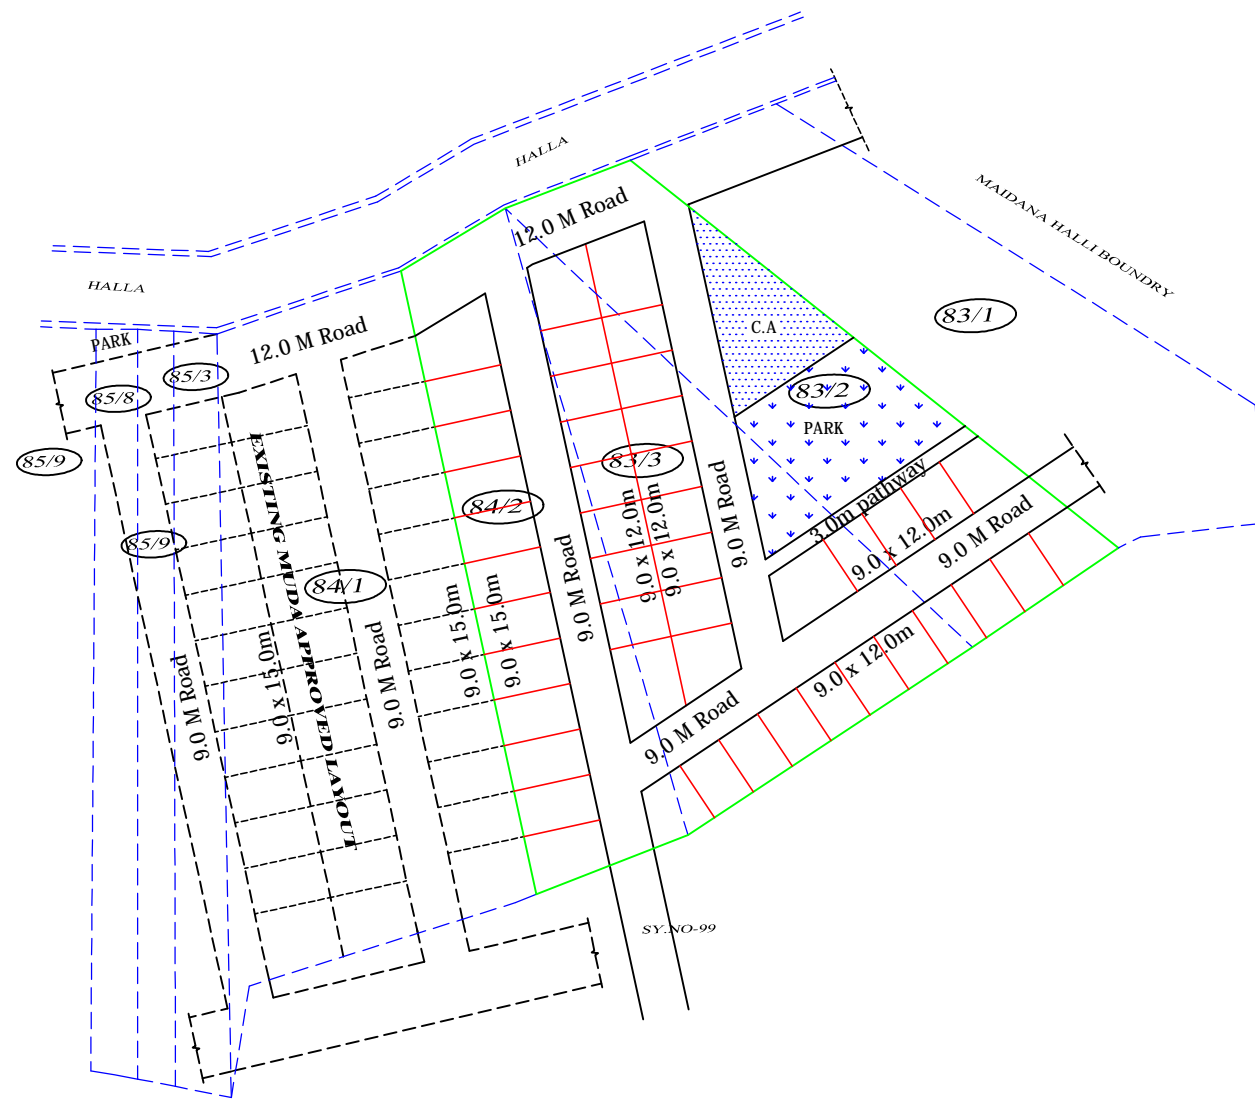 HALLA
MAIDANA HALLI BOUNDRY
12.0 M Road
HALLA
83/1
C.A
12.0 M Road
PARK
85/3
83/2
85/8
PARK
85/9
83/3
3.0m pathway
84/2
9.0 M Road
9.0 x 12.0m
9.0 M Road
85/9
EXISTING MUDA APPROVED LAYOUT
84/1
9.0 x 12.0m
9.0 x 12.0m
9.0 M Road
9.0 x 15.0m
9.0 x 15.0m
9.0 x 12.0m
9.0 M Road
9.0 x 15.0m
9.0 M Road
9.0 M Road
SY.NO-99